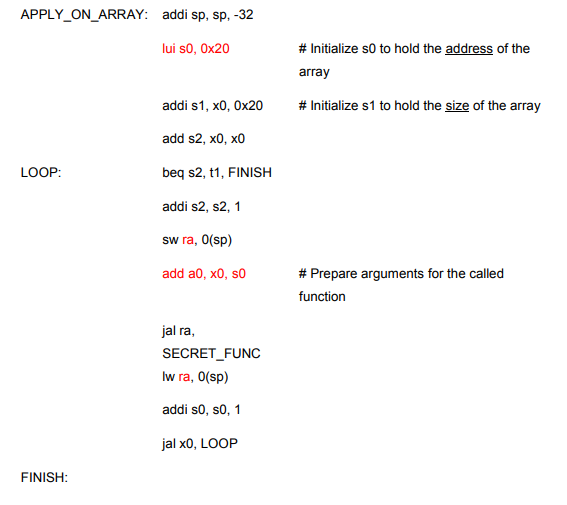 APPLY_ON_ARRAY: addi sp, sp, -32
lui s0, 0x20 # Initialize s0 to hold the address of the
array
addi s1, x0, 0x20 # Initialize s1 to hold the size of the array
add s2, x0, x0
LOOP: beq s2, t1, FINISH
addi s2, s2, 1
sw ra, 0(sp)
add a0, x0, s0 # Prepare arguments for the called
function
jal ra,
SECRET_FUNC
lw ra, 0(sp)
addi s0, s0, 1
jal x0, LOOP
FINISH: